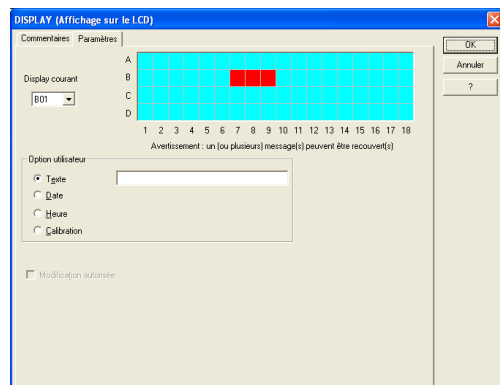 DISPLAY (Affichage sur le LCD)
Commentaires Paramètres
OK
Annuler
?
Display courant
B01
A
B
C
D
1 2 3 4 5 6 7 8 9 10 11 12 13 14 15 16 17 18
Avertissement : un (ou plusieurs) message(s) peuvent être recouvert(s)
Option utilisateur
Texte
Date
Heure
Calibration
Modification autorisée